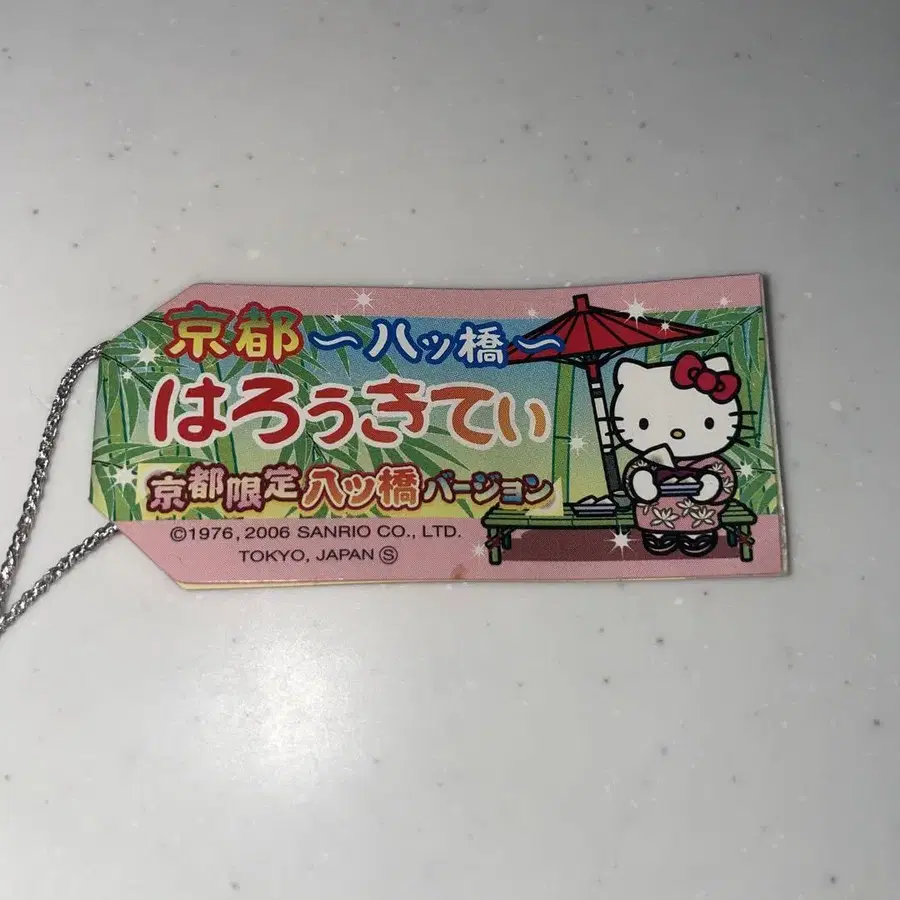 京都～八ッ橋～
はろうきてぃ
京都限定八ッ橋バージョン
©1976, 2006 SANRIO CO., LTD.
TOKYO, JAPAN Ⓢ